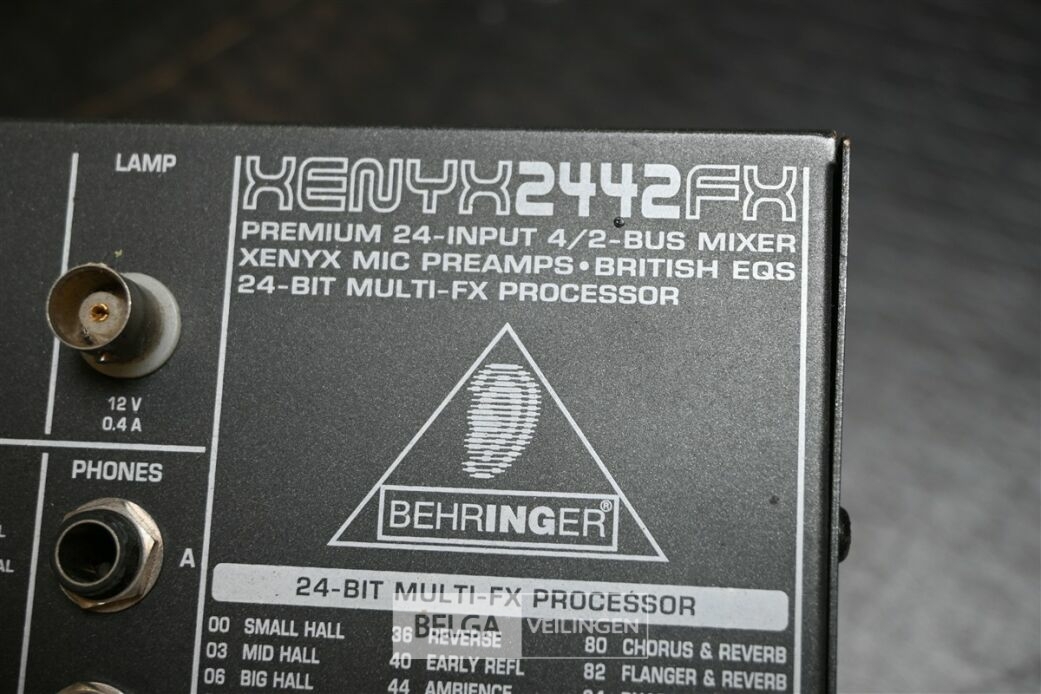 LAMP
XENYX2442FX
PREMIUM 24-INPUT 4/2-BUS MIXER
XENYX MIC PREAMPS • BRITISH EQS
24-BIT MULTI-FX PROCESSOR
12 V
0.4 A
PHONES
BEHRINGER®
A
24-BIT MULTI-FX PROCESSOR
BELGA VEILINGEN
00 SMALL HALL
03 MID HALL
06 BIG HALL
36 REVERSE
40 EARLY REFL
44 AMBIENCE
80 CHORUS & REVERB
82 FLANGER & REVERB